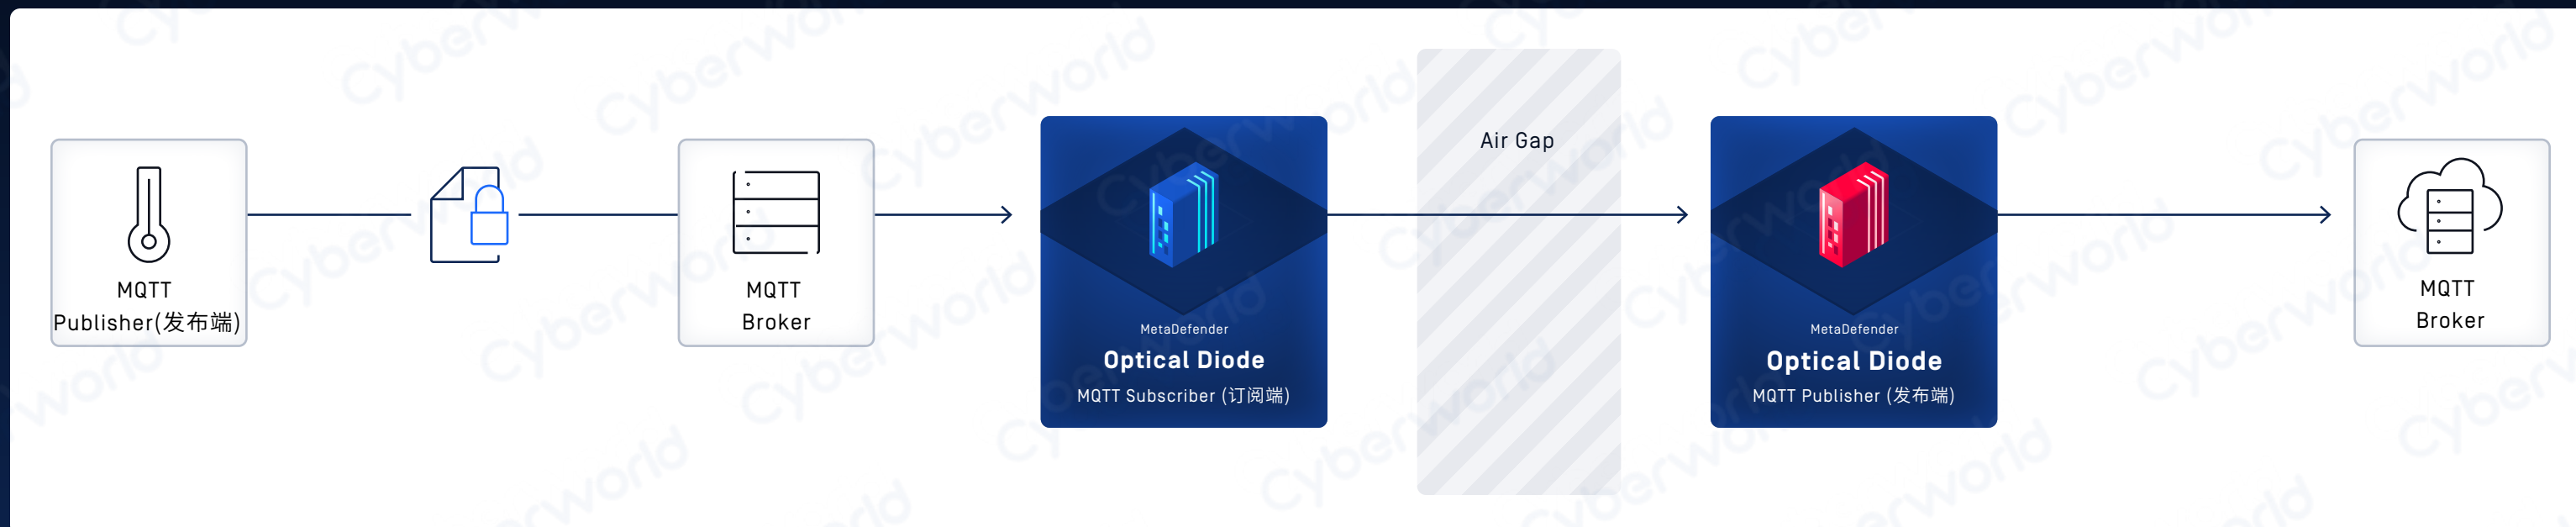 MQTT
Publisher(发布端)
MQTT
Broker
MetaDefender
Optical Diode
MQTT Subscriber (订阅端)
Air Gap
MetaDefender
Optical Diode
MQTT Publisher (发布端)
MQTT
Broker
Cyberworld